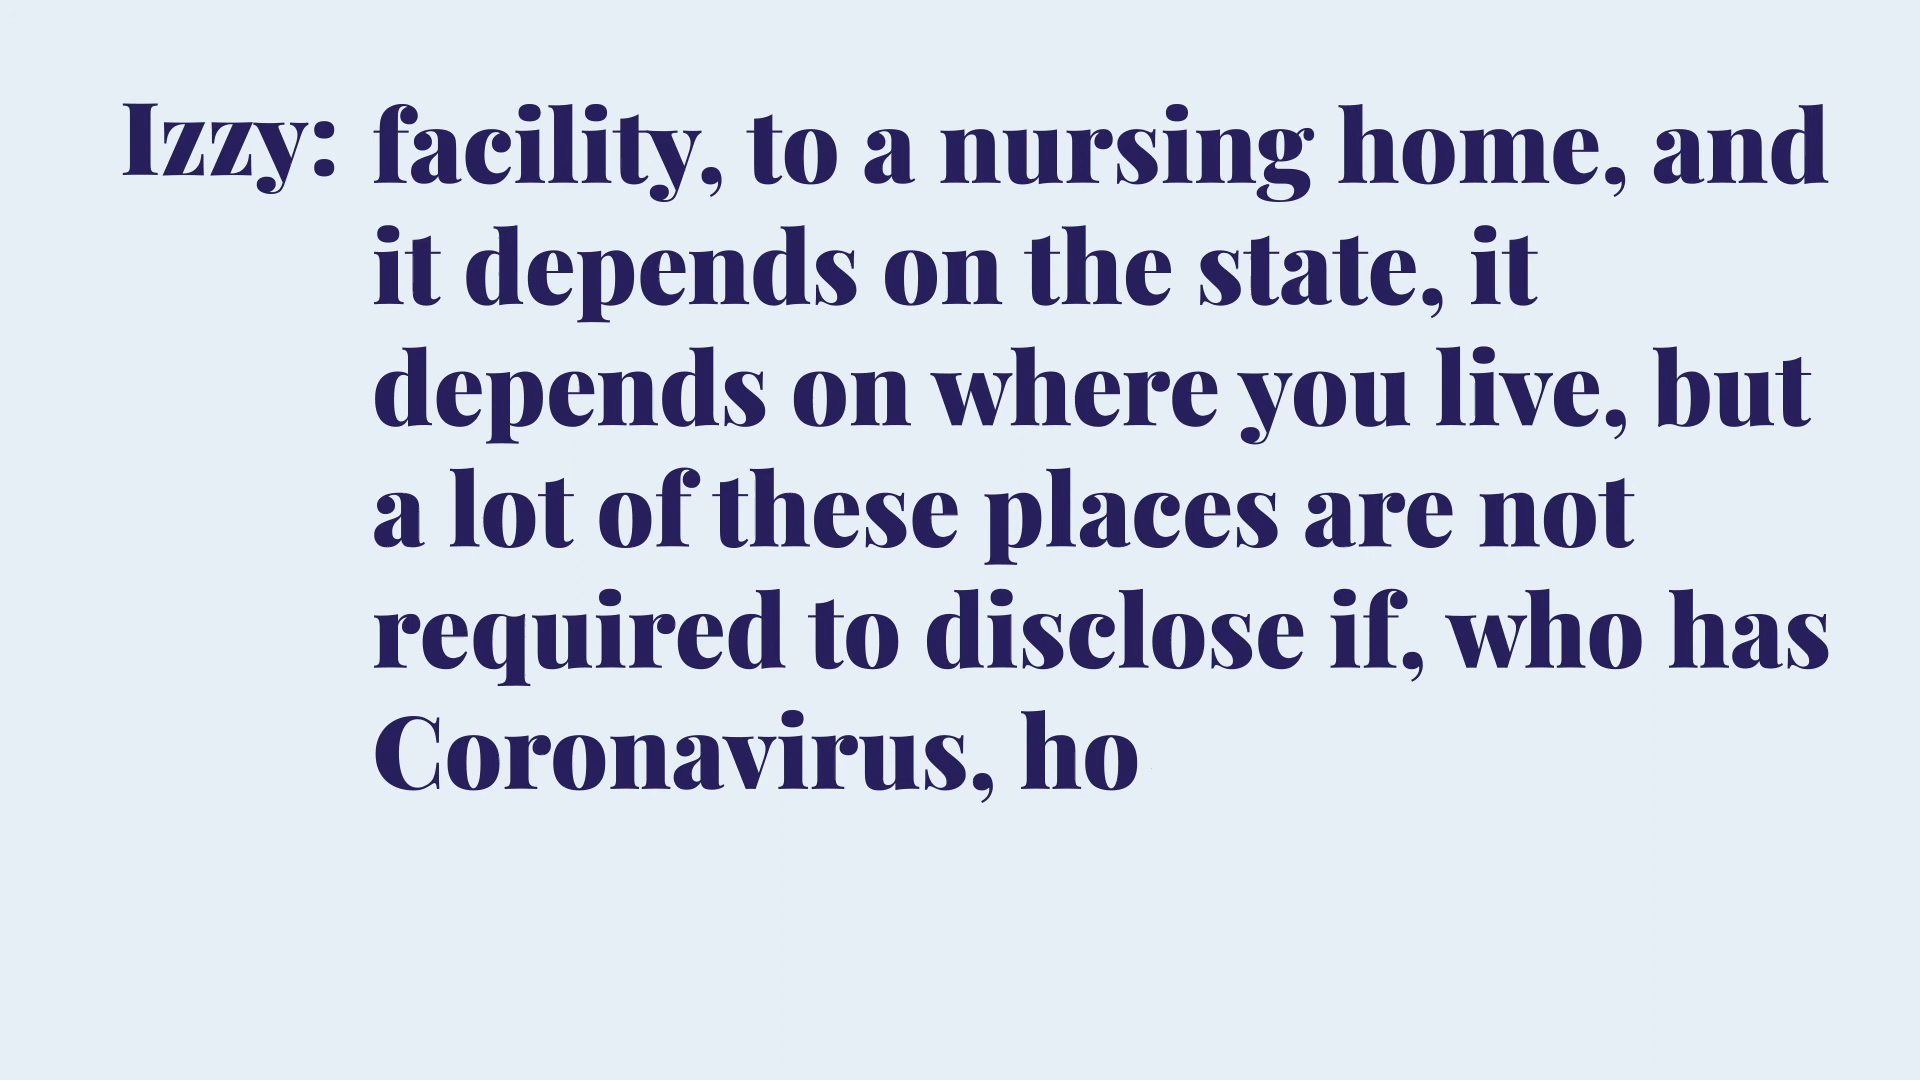 Izzy: facility, to a nursing home, and
it depends on the state, it
depends on where you live, but
a lot of these places are not
required to disclose if, who has
Coronavirus, ho